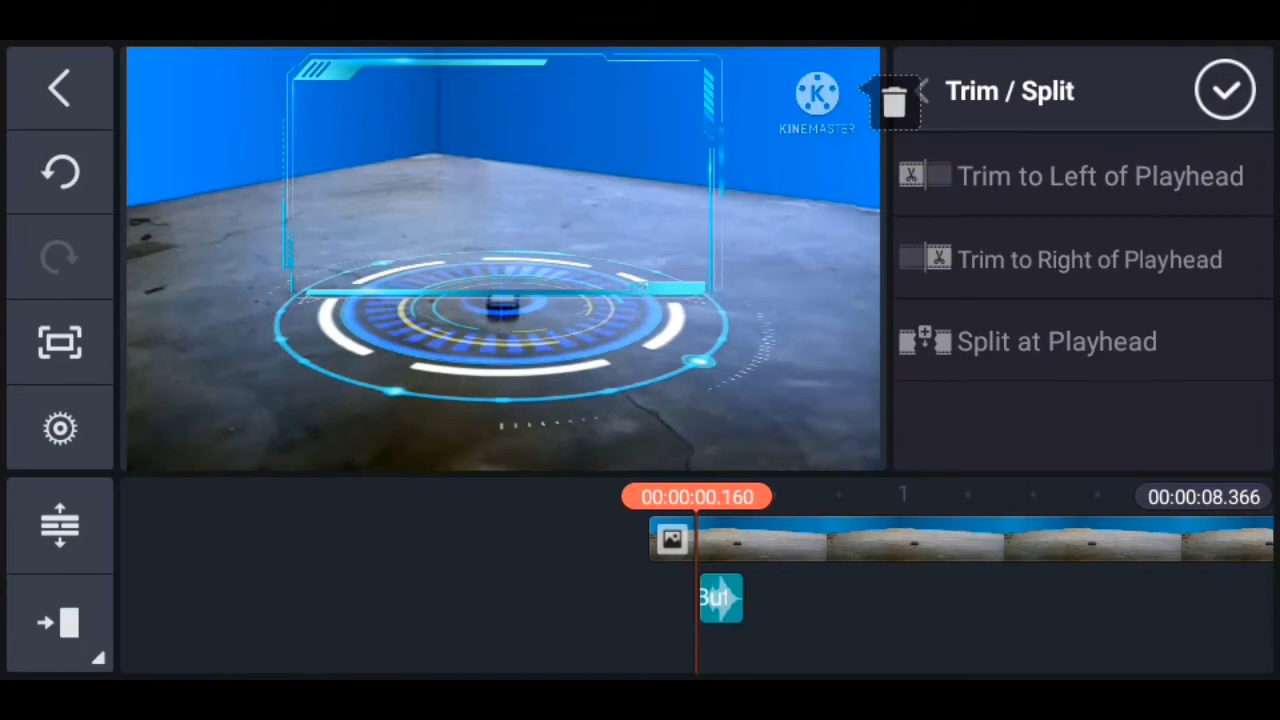 KINEMASTER
Trim / Split
Trim to Left of Playhead
Trim to Right of Playhead
Split at Playhead
00:00:00.160
1
00:00:08.366
But